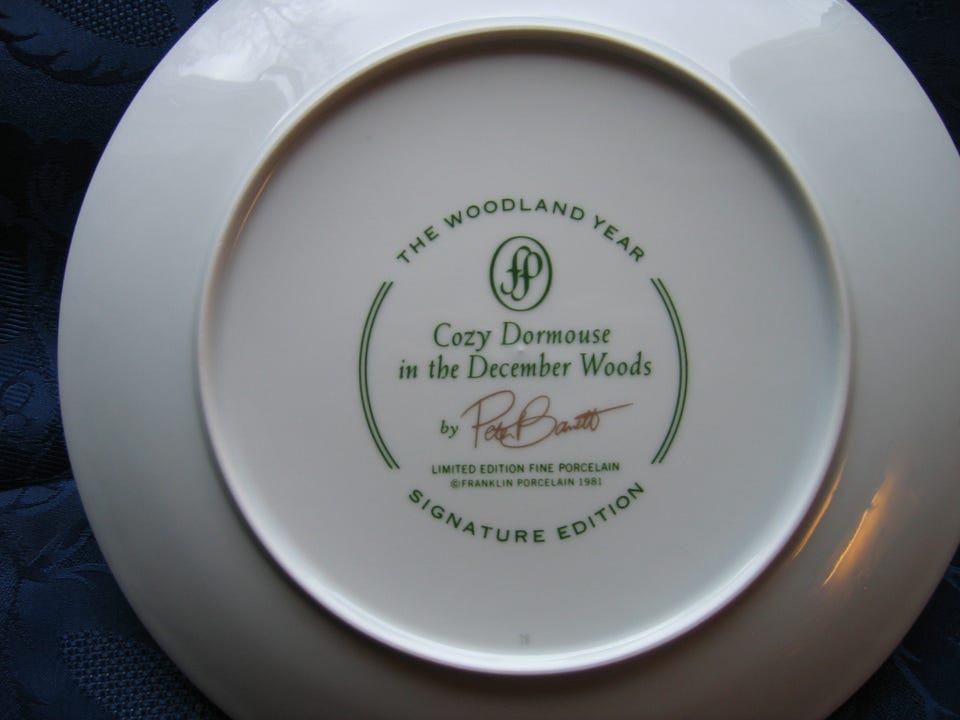 THE WOODLAND YEAR
fp
Cozy Dormouse
in the December Woods
by Peter Barrett
LIMITED EDITION FINE PORCELAIN
©FRANKLIN PORCELAIN 1981
SIGNATURE EDITION